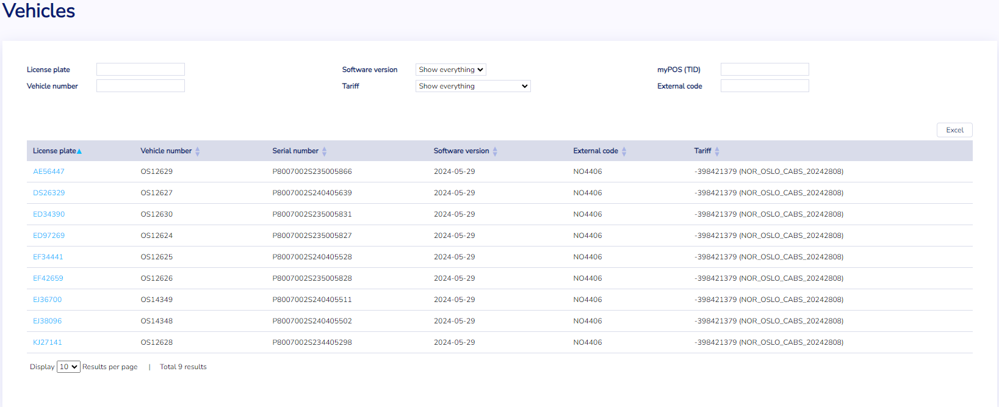 Vehicles
License plate Software version Show everything myPOS (TID)
Vehicle number Tariff Show everything External code
Excel
License plate Vehicle number Serial number Software version External code Tariff
AE56447 OS12629 P8007002S235005866 2024-05-29 NO4406 -398421379 (NOR_OSLO_CABS_20242808)
DS26329 OS12627 P8007002S240405639 2024-05-29 NO4406 -398421379 (NOR_OSLO_CABS_20242808)
ED34390 OS12630 P8007002S235005831 2024-05-29 NO4406 -398421379 (NOR_OSLO_CABS_20242808)
ED97269 OS12624 P8007002S235005827 2024-05-29 NO4406 -398421379 (NOR_OSLO_CABS_20242808)
EF34441 OS12625 P8007002S240405528 2024-05-29 NO4406 -398421379 (NOR_OSLO_CABS_20242808)
EF42659 OS12626 P8007002S235005828 2024-05-29 NO4406 -398421379 (NOR_OSLO_CABS_20242808)
EJ36700 OS14349 P8007002S240405511 2024-05-29 NO4406 -398421379 (NOR_OSLO_CABS_20242808)
EJ38096 OS14348 P8007002S240405502 2024-05-29 NO4406 -398421379 (NOR_OSLO_CABS_20242808)
KJ27141 OS12628 P8007002S234405298 2024-05-29 NO4406 -398421379 (NOR_OSLO_CABS_20242808)
Display 10 Results per page | Total 9 results